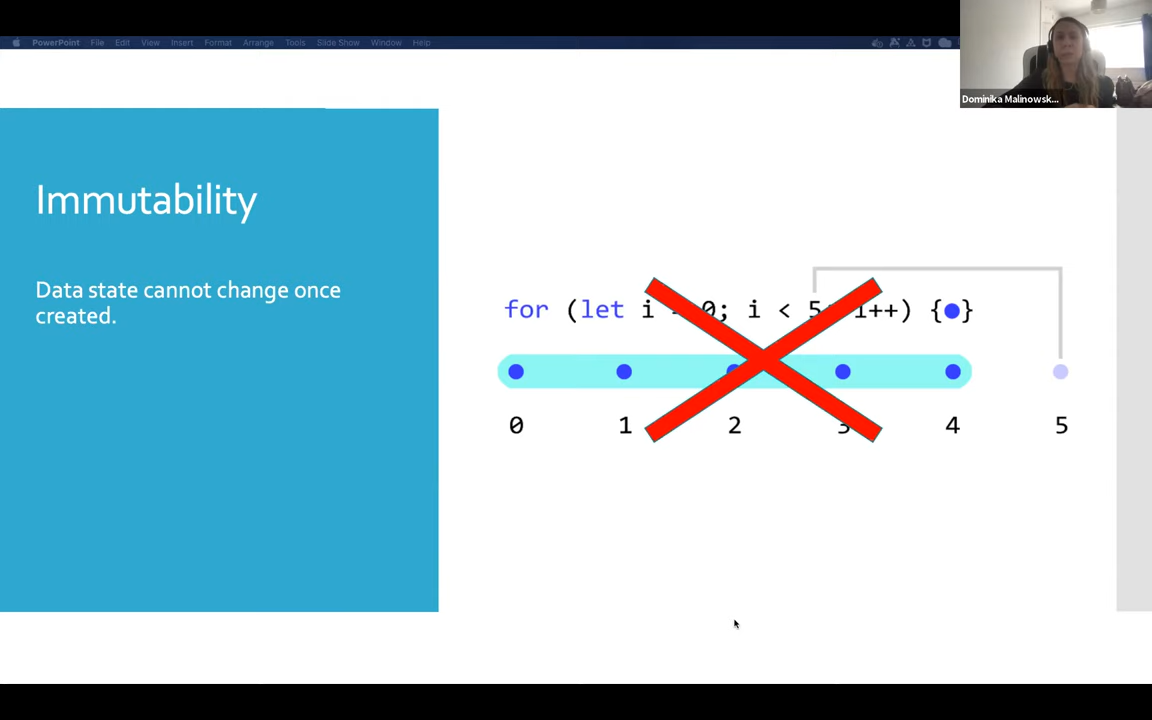 PowerPoint File Edit View Insert Format Arrange Tools Slide Show Window Help
Dominika Malinowsk...
Immutability
Data state cannot change once
created.
for (let i = 0; i < 5; i++) {●}
0 1 2 3 4 5